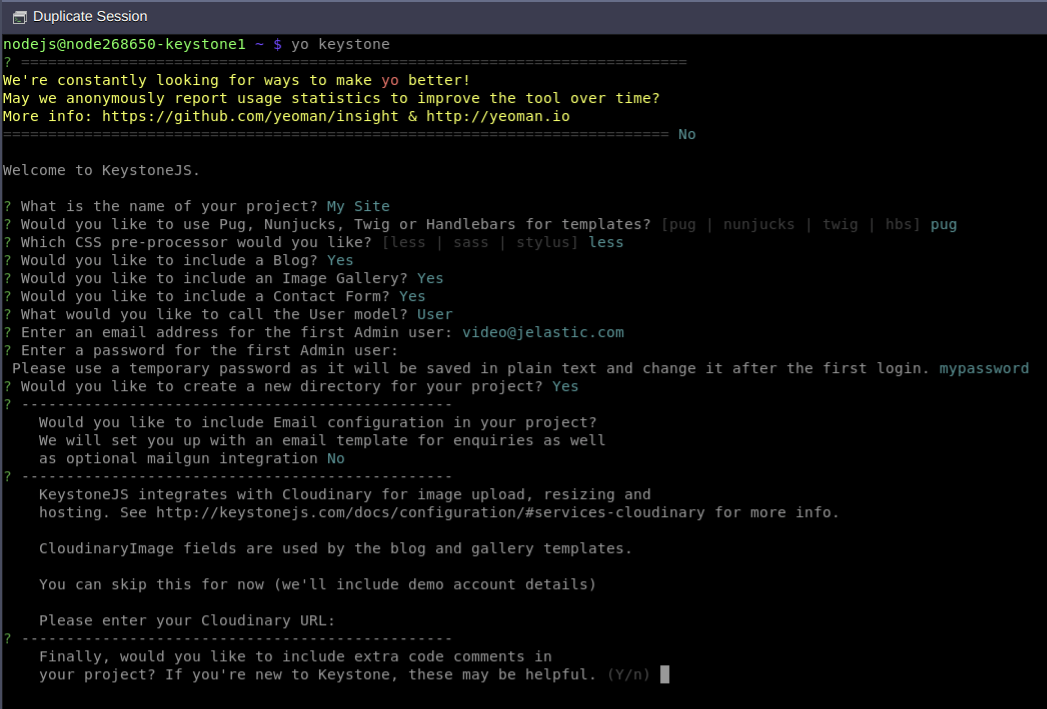 Duplicate Session
nodejs@node268650-keystone1 ~ $ yo keystone
? ==========================================================================
We're constantly looking for ways to make yo better!
May we anonymously report usage statistics to improve the tool over time?
More info: https://github.com/yeoman/insight & http://yeoman.io
========================================================================== No
Welcome to KeystoneJS.
? What is the name of your project? My Site
? Would you like to use Pug, Nunjucks, Twig or Handlebars for templates? [pug | nunjucks | twig | hbs] pug
? Which CSS pre-processor would you like? [less | sass | stylus] less
? Would you like to include a Blog? Yes
? Would you like to include an Image Gallery? Yes
? Would you like to include a Contact Form? Yes
? What would you like to call the User model? User
? Enter an email address for the first Admin user: video@jelastic.com
? Enter a password for the first Admin user:
 Please use a temporary password as it will be saved in plain text and change it after the first login. mypassword
? Would you like to create a new directory for your project? Yes
? ------------------------------------------------
    Would you like to include Email configuration in your project?
    We will set you up with an email template for enquiries as well
    as optional mailgun integration No
? ------------------------------------------------
    KeystoneJS integrates with Cloudinary for image upload, resizing and
    hosting. See http://keystonejs.com/docs/configuration/#services-cloudinary for more info.
    CloudinaryImage fields are used by the blog and gallery templates.
    You can skip this for now (we'll include demo account details)
    Please enter your Cloudinary URL:
? ------------------------------------------------
    Finally, would you like to include extra code comments in
    your project? If you're new to Keystone, these may be helpful. (Y/n)